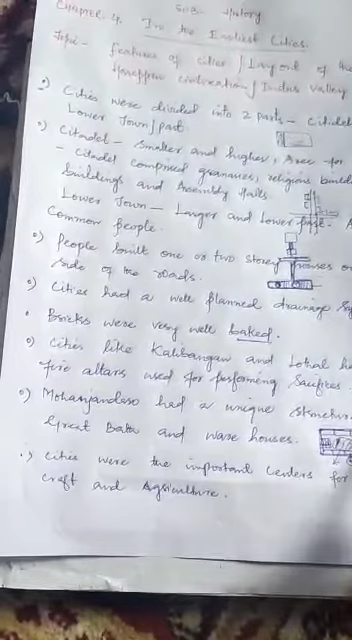 Sub - History
Chapter - 4. In the Earliest Cities.
Topic - features of cities / Layout of the
Harappan civilization / Indus Valley
Cities were divided into 2 parts - Citadel
Lower Town / part.
Citadel - Smaller and higher, Area for
- Citadel comprised granaries, religious build
buildings and Assembly Halls.
Lower Town - Larger and Lower part. A
Common people.
People built one or two storey houses on
side of the roads.
Cities had a well planned drainage sy
Bricks were very well baked.
Cities like Kalibangan and Lothal ha
fire altars used for performing Sacfices.
Mohanjandaso had a unique
Great Bath and ware houses.
cities were the important Centers for
craft and Agriculture.